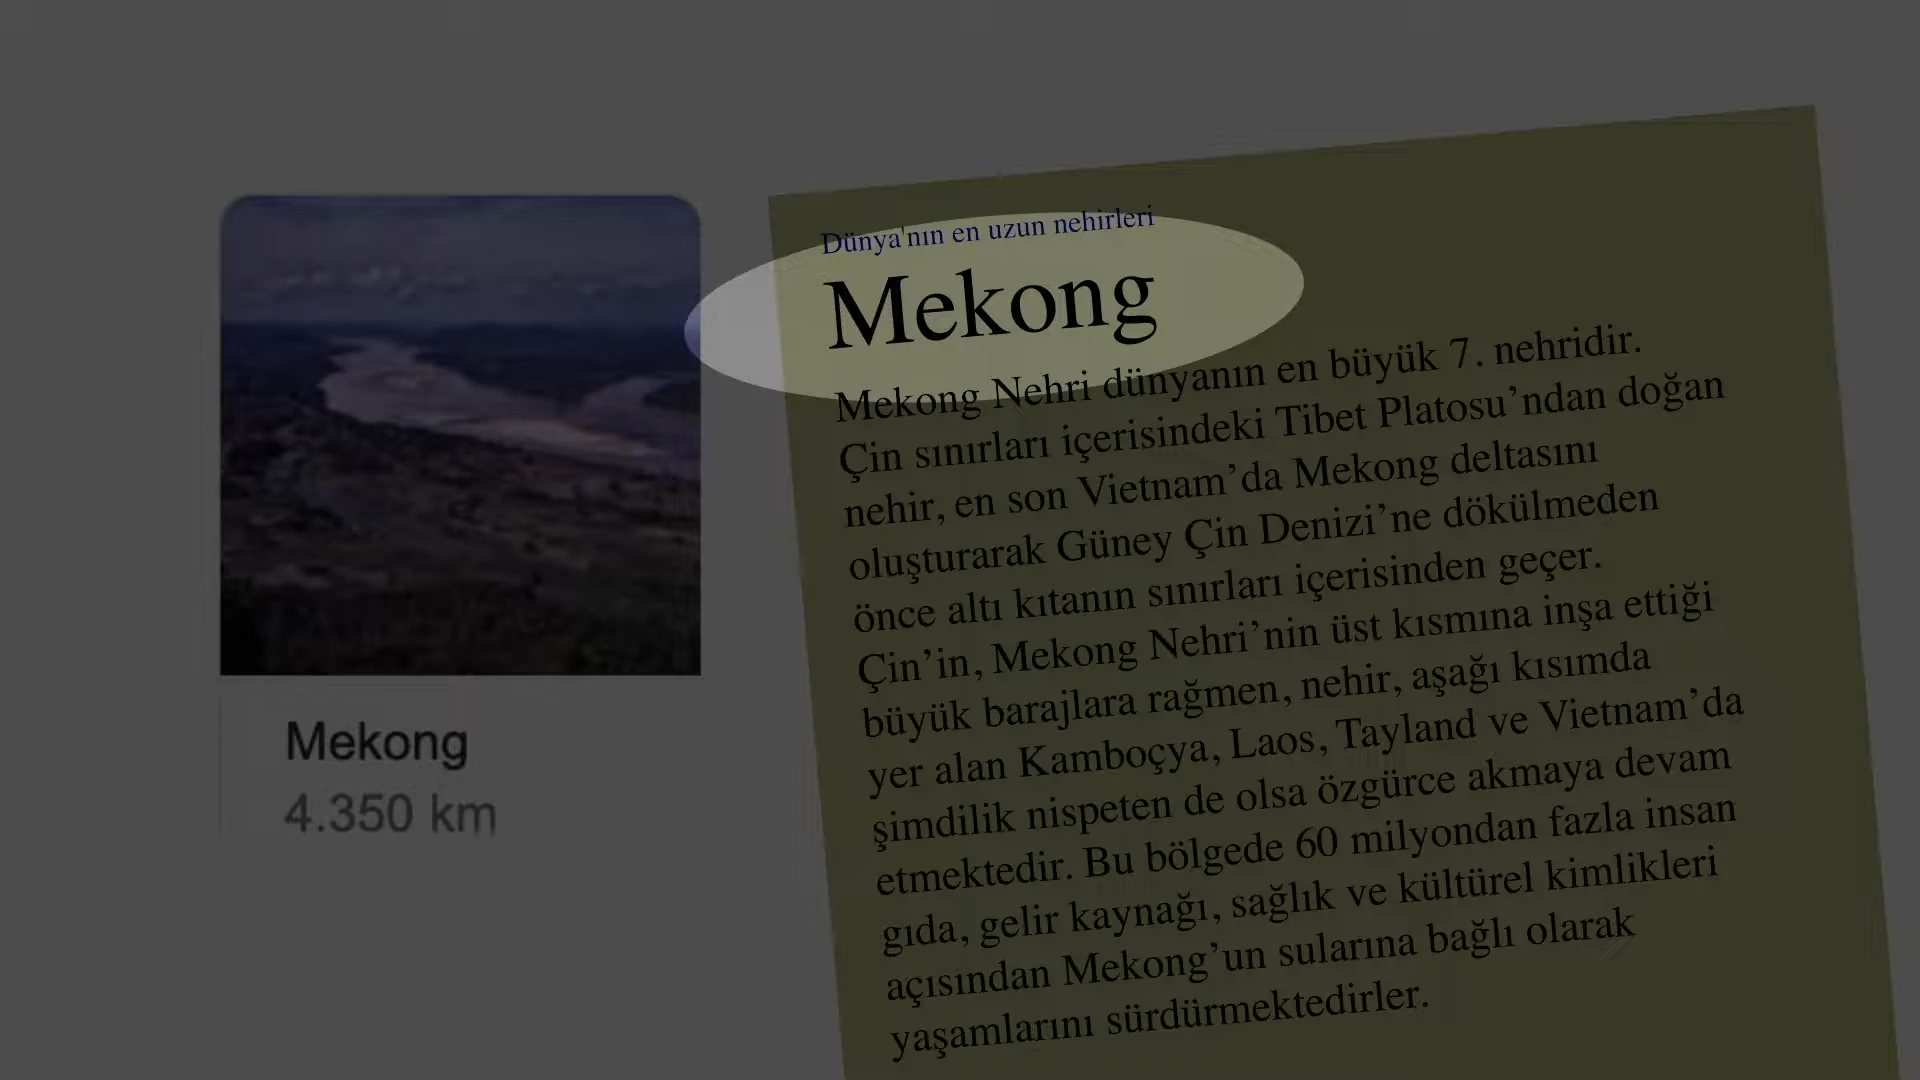 Mekong
4.350 km
Dünya'nın en uzun nehirleri
Mekong
Mekong Nehri dünyanın en büyük 7. nehridir.
Çin sınırları içerisindeki Tibet Platosu’ndan doğan
nehir, en son Vietnam’da Mekong deltasını
oluşturarak Güney Çin Denizi’ne dökülmeden
önce altı kıtanın sınırları içerisinden geçer.
Çin’in, Mekong Nehri’nin üst kısmına inşa ettiği
büyük barajlara rağmen, nehir, aşağı kısımda
yer alan Kamboçya, Laos, Tayland ve Vietnam’da
şimdilik nispeten de olsa özgürce akmaya devam
etmektedir. Bu bölgede 60 milyondan fazla insan
gıda, gelir kaynağı, sağlık ve kültürel kimlikleri
açısından Mekong’un sularına bağlı olarak
yaşamlarını sürdürmektedirler.